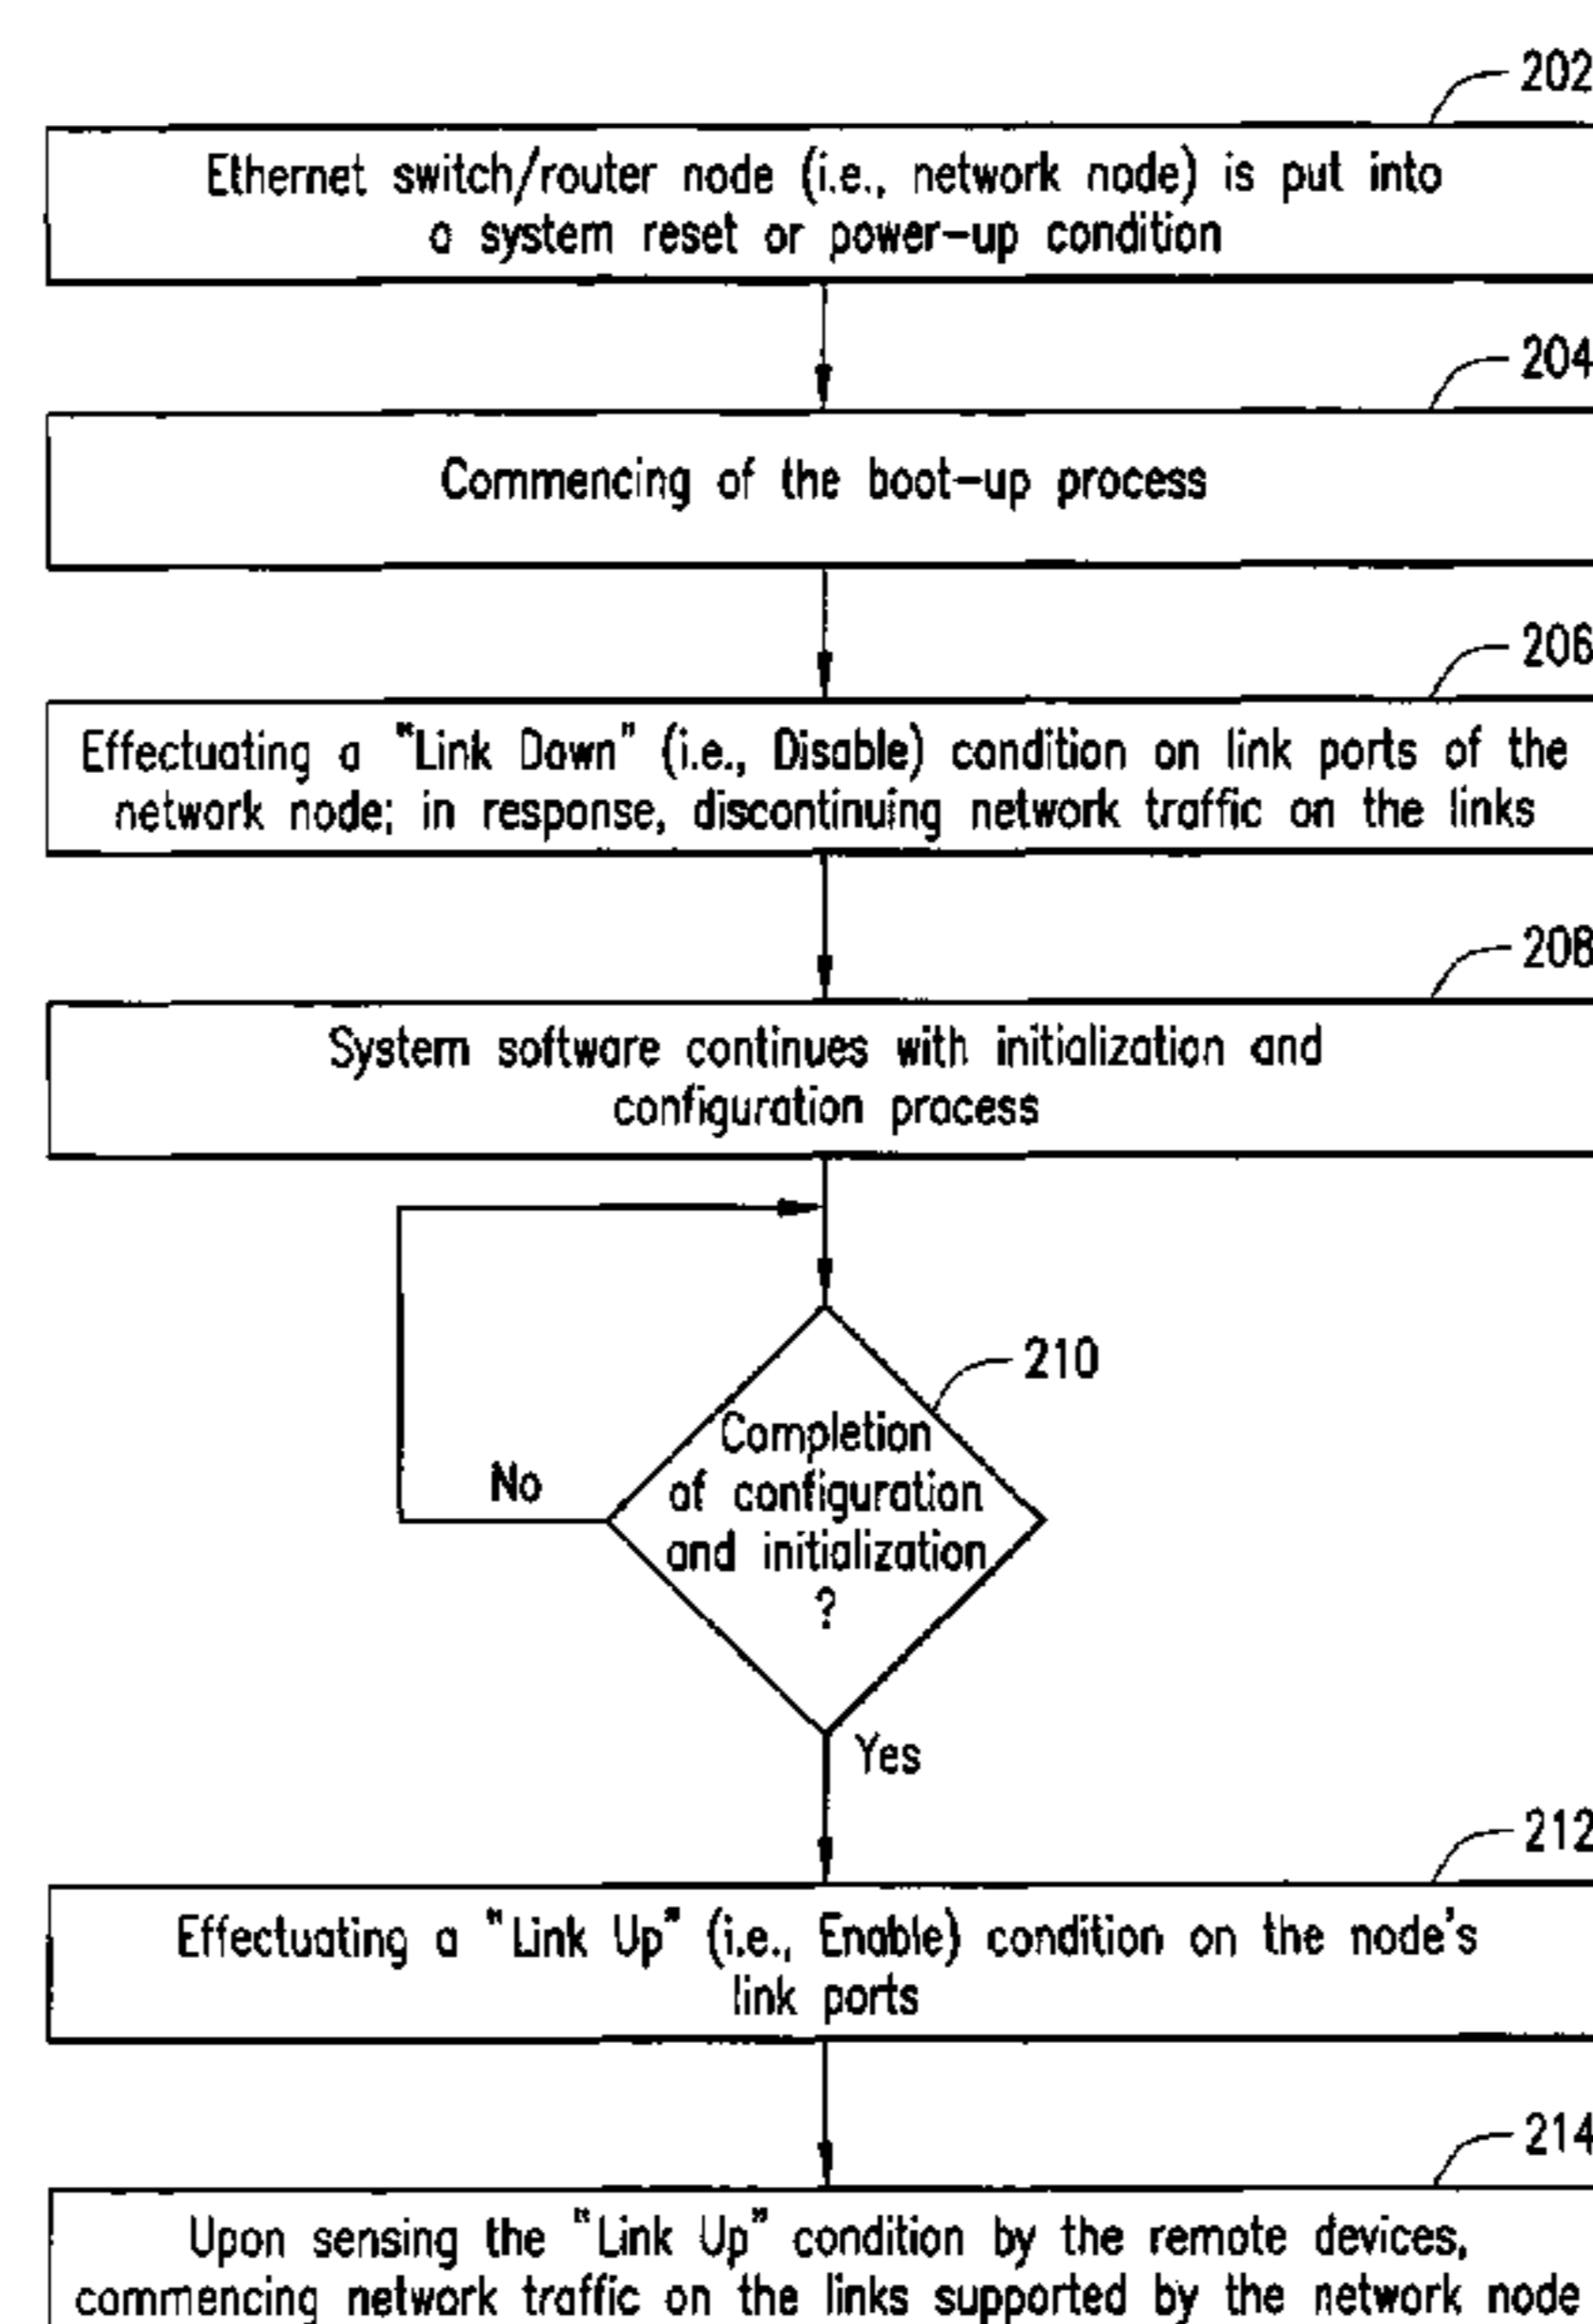 202
Ethernet switch/router node (i.e., network node) is put into
a system reset or power-up condition
204
Commencing of the boot-up process
206
Effectuating a "Link Down" (i.e., Disable) condition on link ports of the
network node; in response, discontinuing network traffic on the links
208
System software continues with initialization and
configuration process
210
Completion
of configuration
and initialization
?
No
Yes
212
Effectuating a "Link Up" (i.e., Enable) condition on the node's
link ports
214
Upon sensing the "Link Up" condition by the remote devices,
commencing network traffic on the links supported by the network node